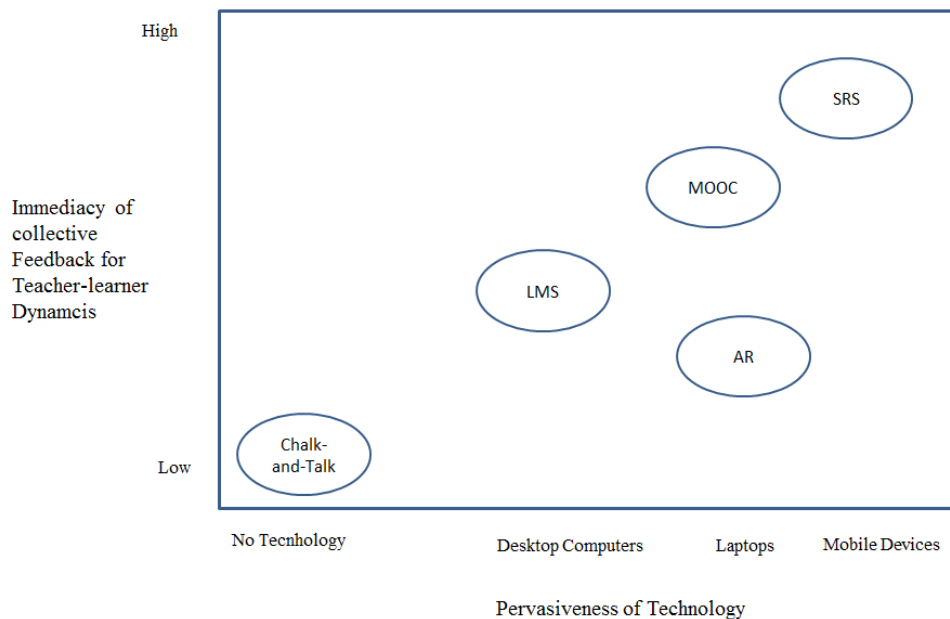 High
SRS
MOOC
Immediacy of
collective
Feedback for
Teacher-learner
Dynamcis
LMS
AR
Chalk-
and-Talk
Low
No Tecnhology
Desktop Computers
Laptops
Mobile Devices
Pervasiveness of Technology